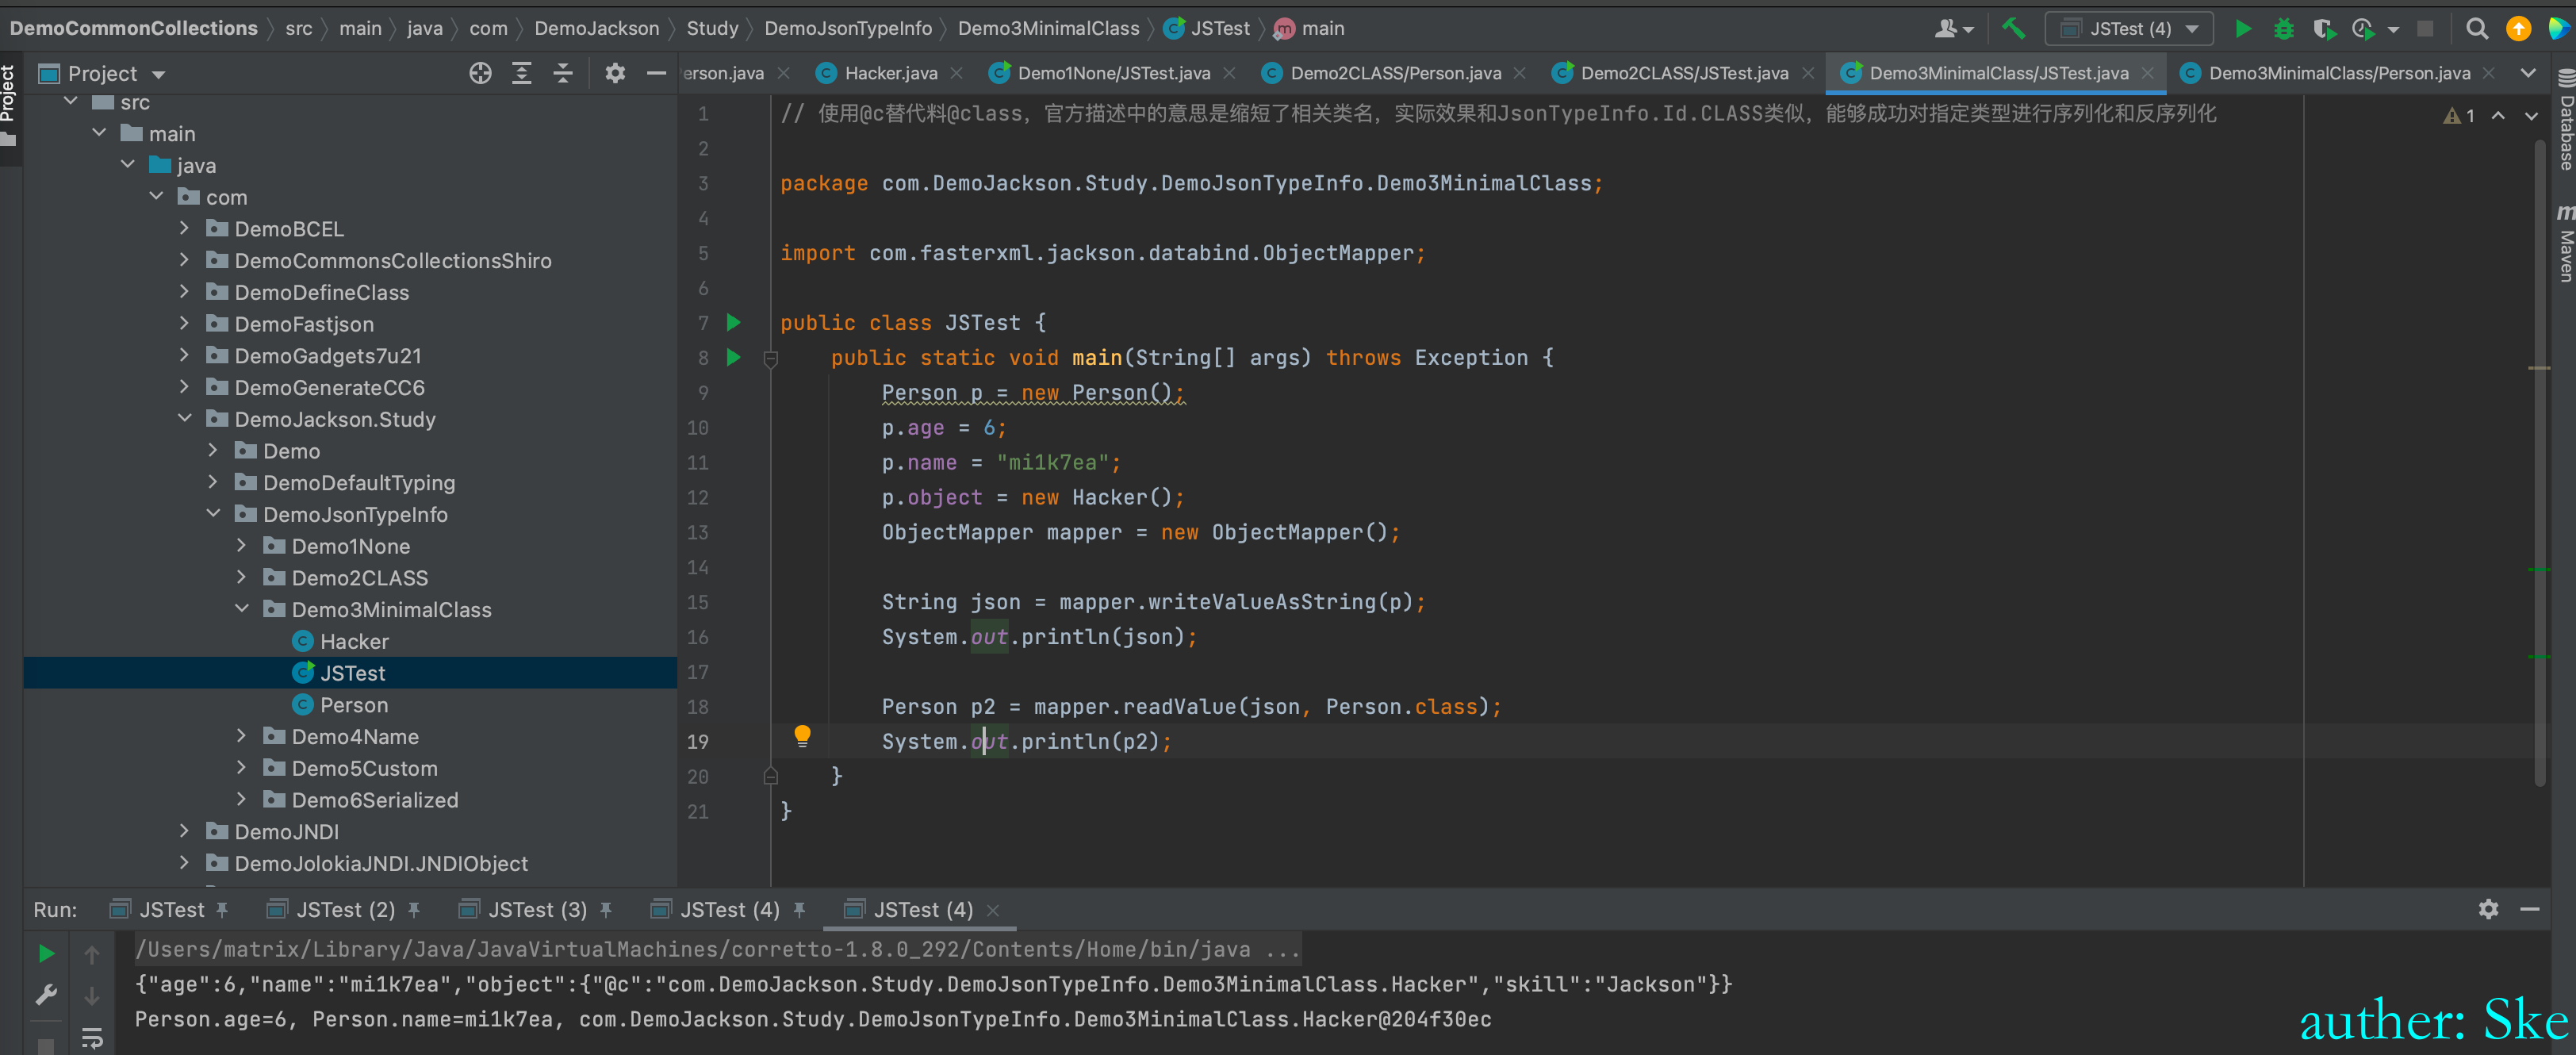 DemoCommonCollections src main java com DemoJackson Study DemoJsonTypeInfo Demo3MinimalClass JSTest main JSTest (4)
Project
Project
erson.java Hacker.java Demo1None/JSTest.java Demo2CLASS/Person.java Demo2CLASS/JSTest.java Demo3MinimalClass/JSTest.java Demo3MinimalClass/Person.java
src
main
java
com
DemoBCEL
DemoCommonsCollectionsShiro
DemoDefineClass
DemoFastjson
DemoGadgets7u21
DemoGenerateCC6
DemoJackson.Study
Demo
DemoDefaultTyping
DemoJsonTypeInfo
Demo1None
Demo2CLASS
Demo3MinimalClass
Hacker
JSTest
Person
Demo4Name
Demo5Custom
Demo6Serialized
DemoJNDI
DemoJolokiaJNDI.JNDIObject
1 // 使用@c替代料@class，官方描述中的意思是缩短了相关类名，实际效果和JsonTypeInfo.Id.CLASS类似，能够成功对指定类型进行序列化和反序列化
2
3 package com.DemoJackson.Study.DemoJsonTypeInfo.Demo3MinimalClass;
4
5 import com.fasterxml.jackson.databind.ObjectMapper;
6
7 public class JSTest {
8 public static void main(String[] args) throws Exception {
9 Person p = new Person();
10 p.age = 6;
11 p.name = "mi1k7ea";
12 p.object = new Hacker();
13 ObjectMapper mapper = new ObjectMapper();
14
15 String json = mapper.writeValueAsString(p);
16 System.out.println(json);
17
18 Person p2 = mapper.readValue(json, Person.class);
19 System.out.println(p2);
20 }
21 }
1
Database
m Maven
Run: JSTest JSTest (2) JSTest (3) JSTest (4) JSTest (4)
/Users/matrix/Library/Java/JavaVirtualMachines/corretto-1.8.0_292/Contents/Home/bin/java ...
{"age":6,"name":"mi1k7ea","object":{"@c":"com.DemoJackson.Study.DemoJsonTypeInfo.Demo3MinimalClass.Hacker","skill":"Jackson"}}
Person.age=6, Person.name=mi1k7ea, com.DemoJackson.Study.DemoJsonTypeInfo.Demo3MinimalClass.Hacker@204f30ec
auther: Ske